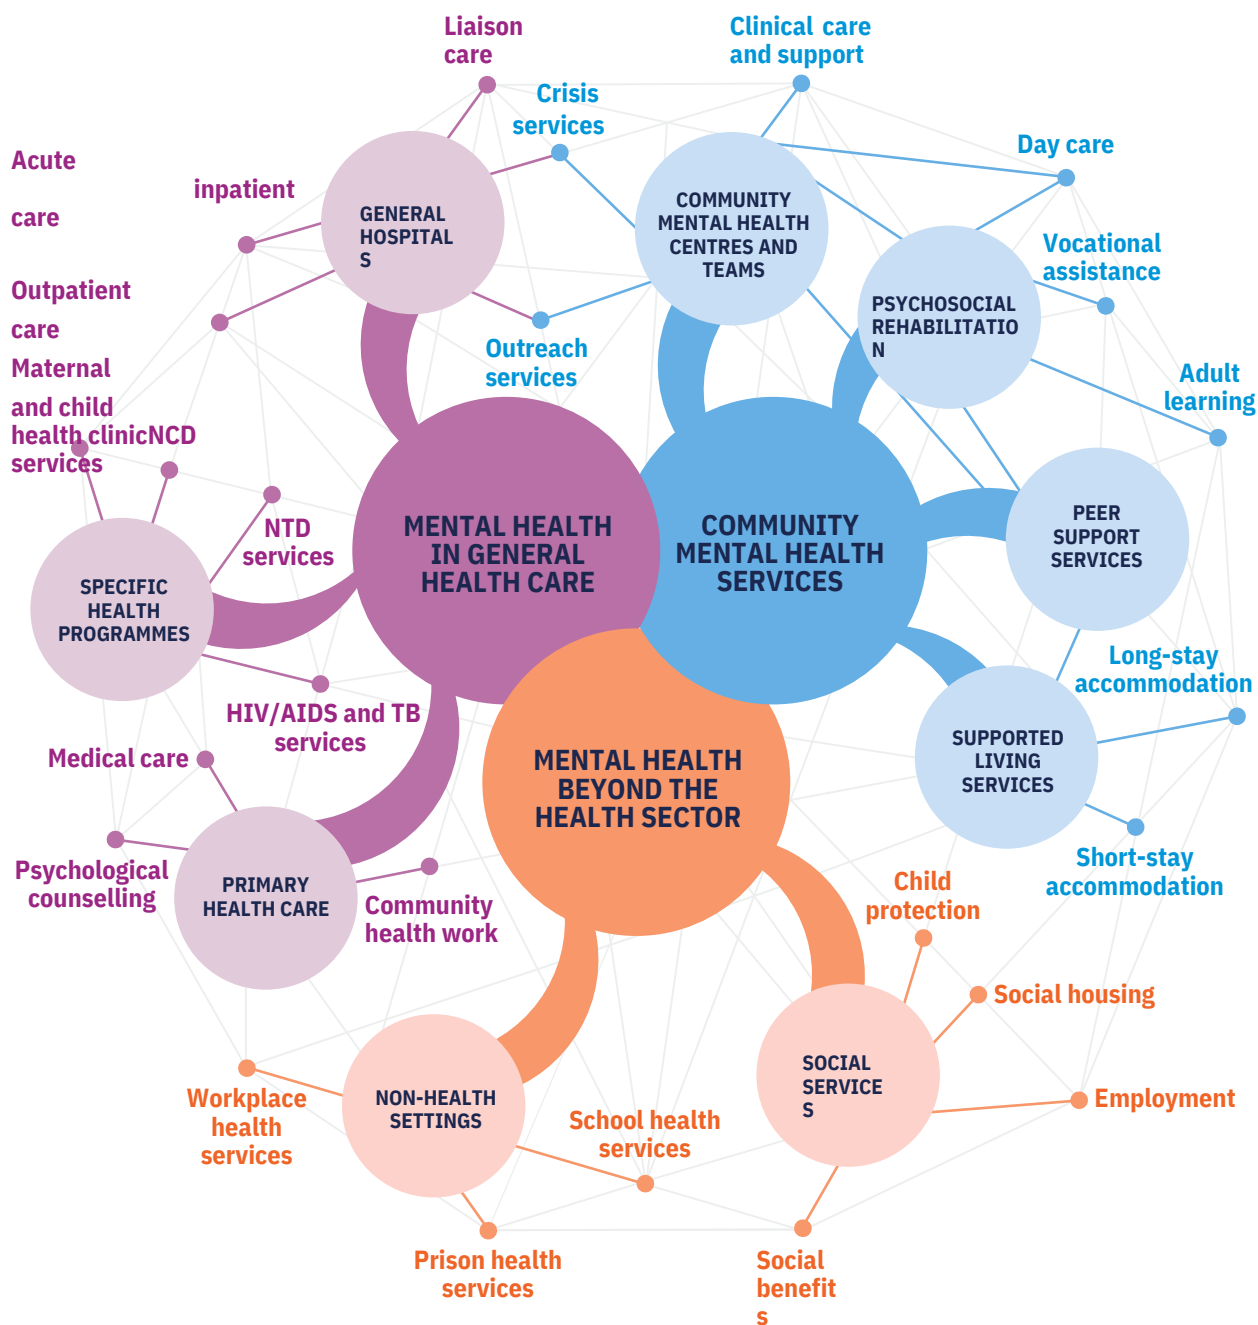 Liaison
care
Clinical care
and support
Crisis
services
Day care
Acute
inpatient
care
GENERAL
HOSPITAL
S
COMMUNITY
MENTAL HEALTH
CENTRES AND
TEAMS
Vocational
assistance
Outpatient
care
PSYCHOSOCIAL
REHABILITATIO
N
Outreach
services
Maternal
and child
health clinicNCD
services
Adult
learning
NTD
services
MENTAL HEALTH
IN GENERAL
HEALTH CARE
COMMUNITY
MENTAL HEALTH
SERVICES
PEER
SUPPORT
SERVICES
SPECIFIC
HEALTH
PROGRAMMES
Long-stay
accommodation
HIV/AIDS and TB
services
Medical care
MENTAL HEALTH
BEYOND THE
HEALTH SECTOR
SUPPORTED
LIVING
SERVICES
Psychological
counselling
Short-stay
accommodation
PRIMARY
HEALTH CARE
Community
health work
Child
protection
Social housing
Workplace
health
services
NON-HEALTH
SETTINGS
School health
services
SOCIAL
SERVICE
S
Employment
Prison health
services
Social
benefit
s